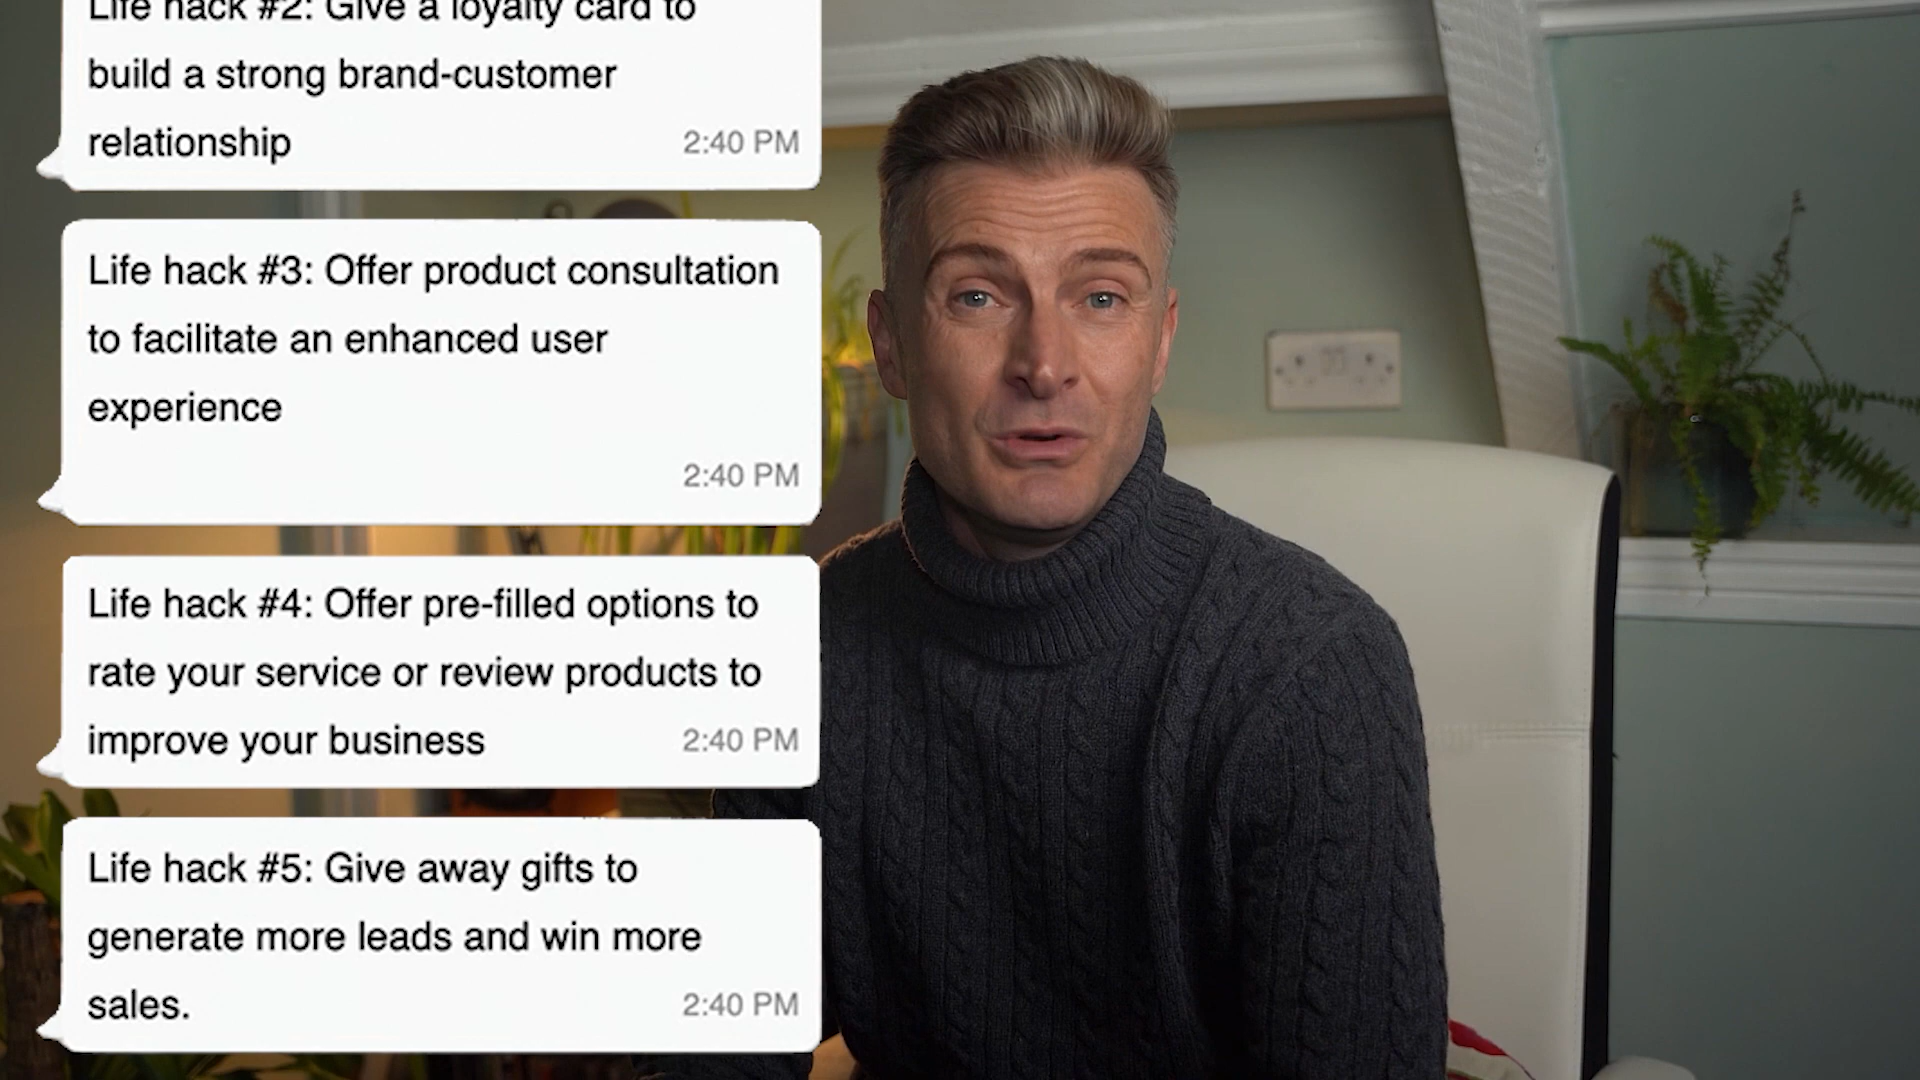 Life hack #2: Give a loyalty card to
build a strong brand-customer
relationship
2:40 PM
Life hack #3: Offer product consultation
to facilitate an enhanced user
experience
2:40 PM
Life hack #4: Offer pre-filled options to
rate your service or review products to
improve your business
2:40 PM
Life hack #5: Give away gifts to
generate more leads and win more
sales.
2:40 PM